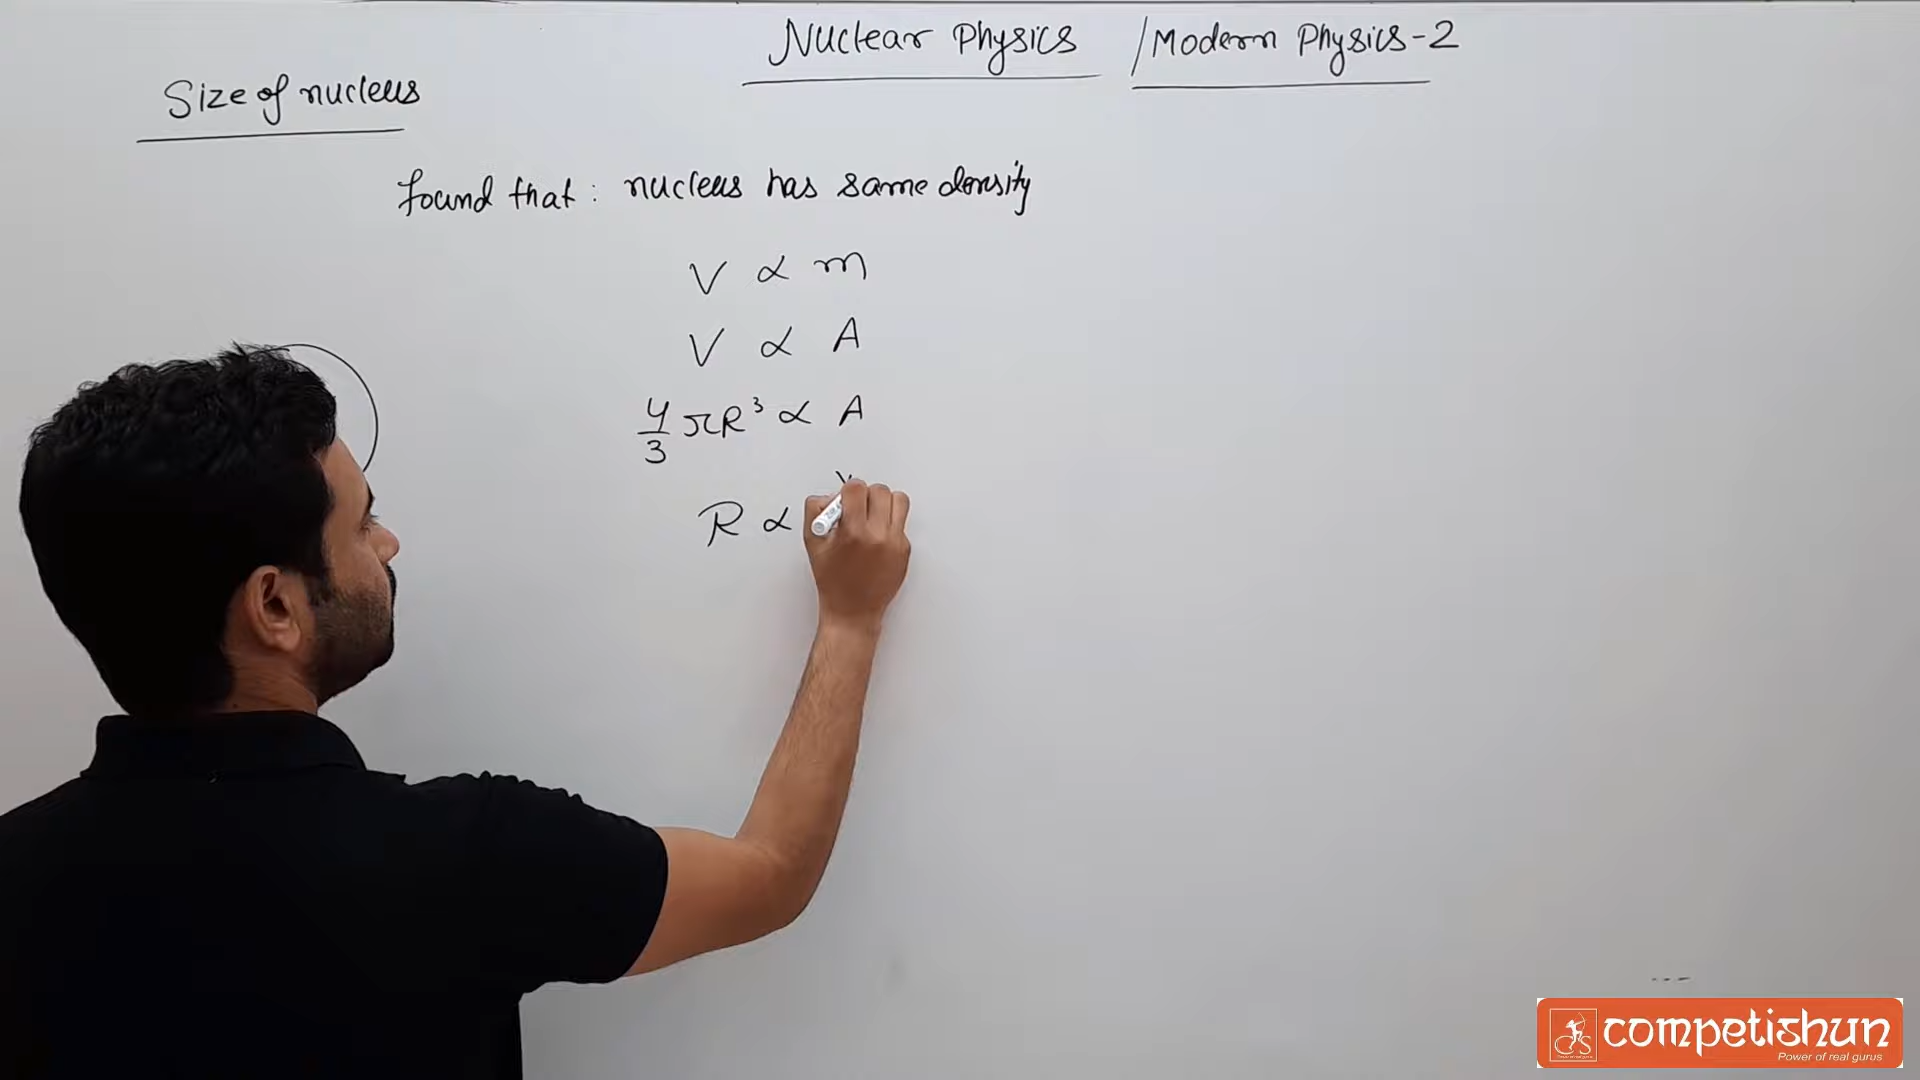 Nuclear Physics /Modern Physics-2
Size of nucleus
found that: nucleus has same density
V ∝ m
V ∝ A
4/3 πR³ ∝ A
R ∝
competishun
Power of real gurus